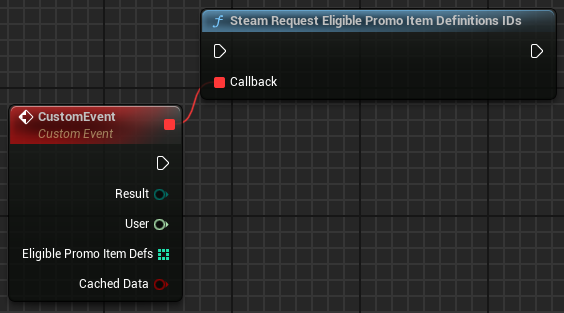 Steam Request Eligible Promo Item Definitions IDs
Callback
CustomEvent
Custom Event
Result
User
Eligible Promo Item Defs
Cached Data